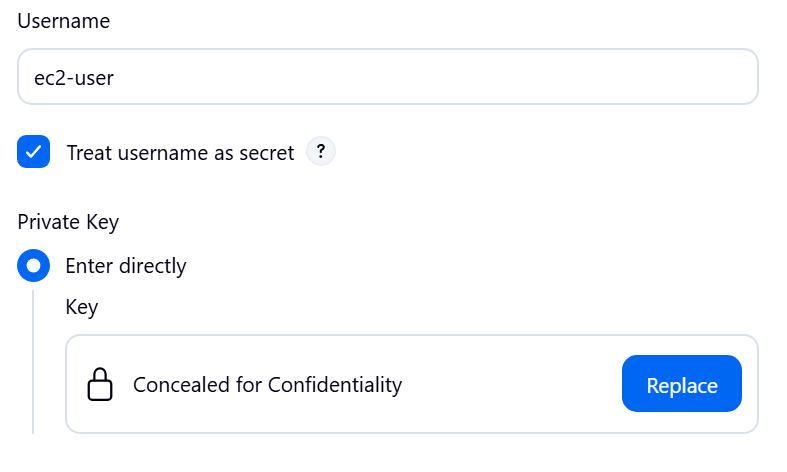 Username
ec2-user
Treat username as secret ?
Private Key
Enter directly
Key
Concealed for Confidentiality Replace